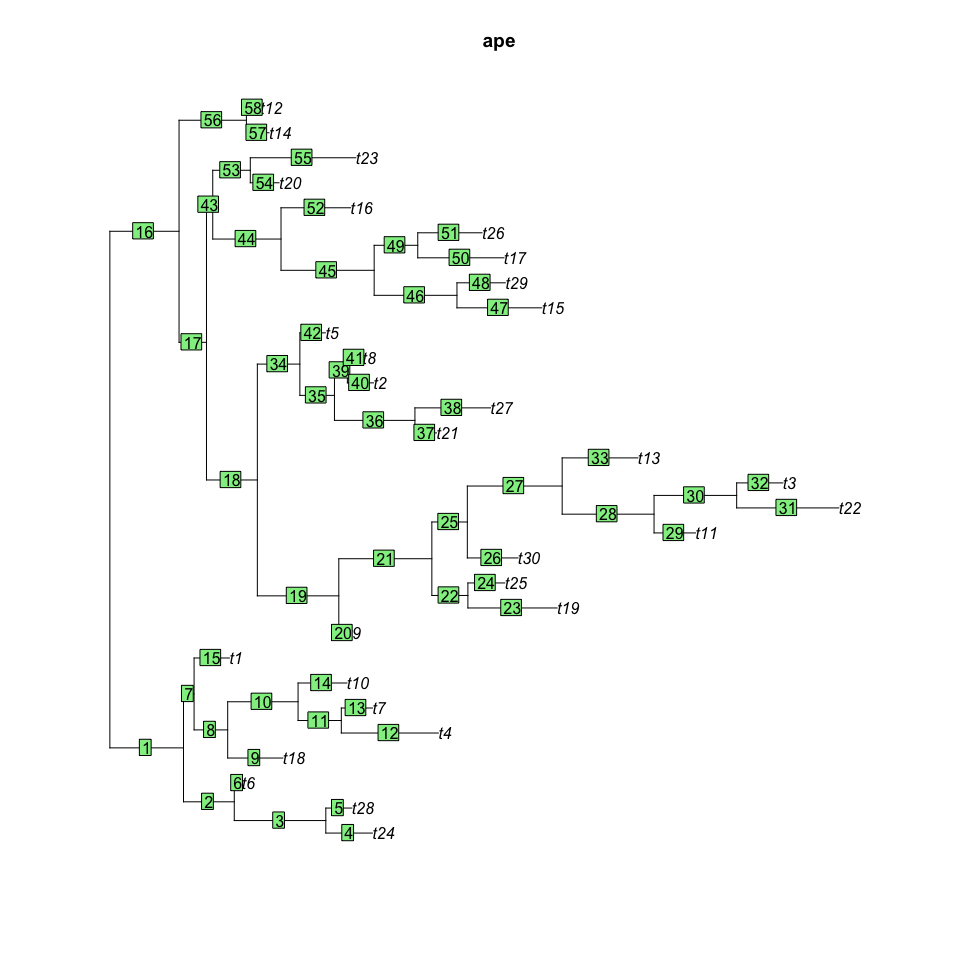 ape
58 t12
56
57 t14
55 t23
53
54 t20
43
52 t16
16
51 t26
44
49
50 t17
45
48 t29
46
47 t15
42 t5
17
41 t8
34
39
40 t2
35
38 t27
36
37 t21
33 t13
18
32 t3
27
30
31 t22
28
25
29 t11
26 t30
21
24 t25
22
19
23 t19
20 9
15 t1
14 t10
7
10
13 t7
11
8
12 t4
1
9 t18
6 t6
2
5 t28
3
4 t24